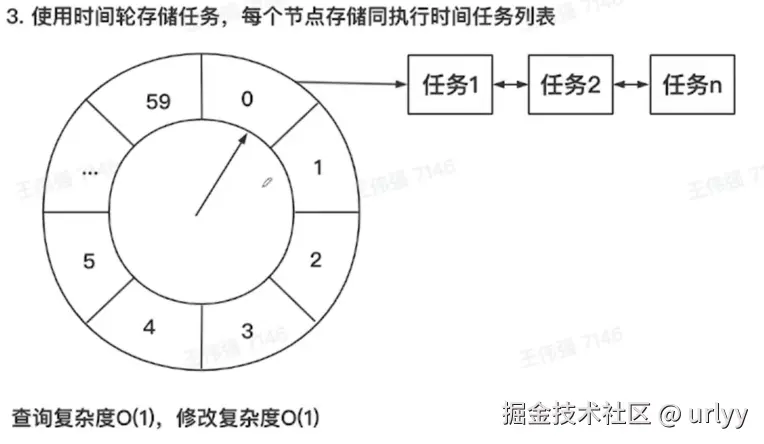 3. 使用时间轮存储任务，每个节点存储同执行时间任务列表
59
0
任务1
任务2
任务n
...
1
王伟强 7146
王伟强 7146
5
2
4
3
王伟强 7146
王伟强 7146
查询复杂度O(1)，修改复杂度O(1)
掘金技术社区 @ urlyy